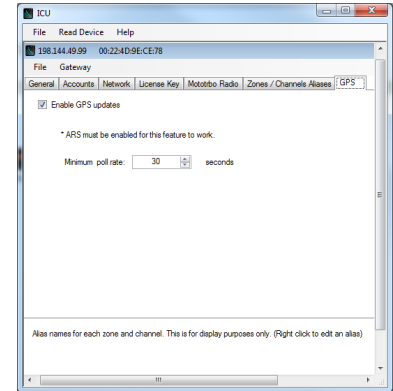 ICU
File Read Device Help
198.144.49.99 00:22:4D:9E:CE:78
File Gateway
General Accounts Network License Key Mototrbo Radio Zones / Channels Aliases GPS
Enable GPS updates
* ARS must be enabled for this feature to work.
Minimum poll rate: 30 seconds
Alias names for each zone and channel. This is for display purposes only. (Right click to edit an alias)